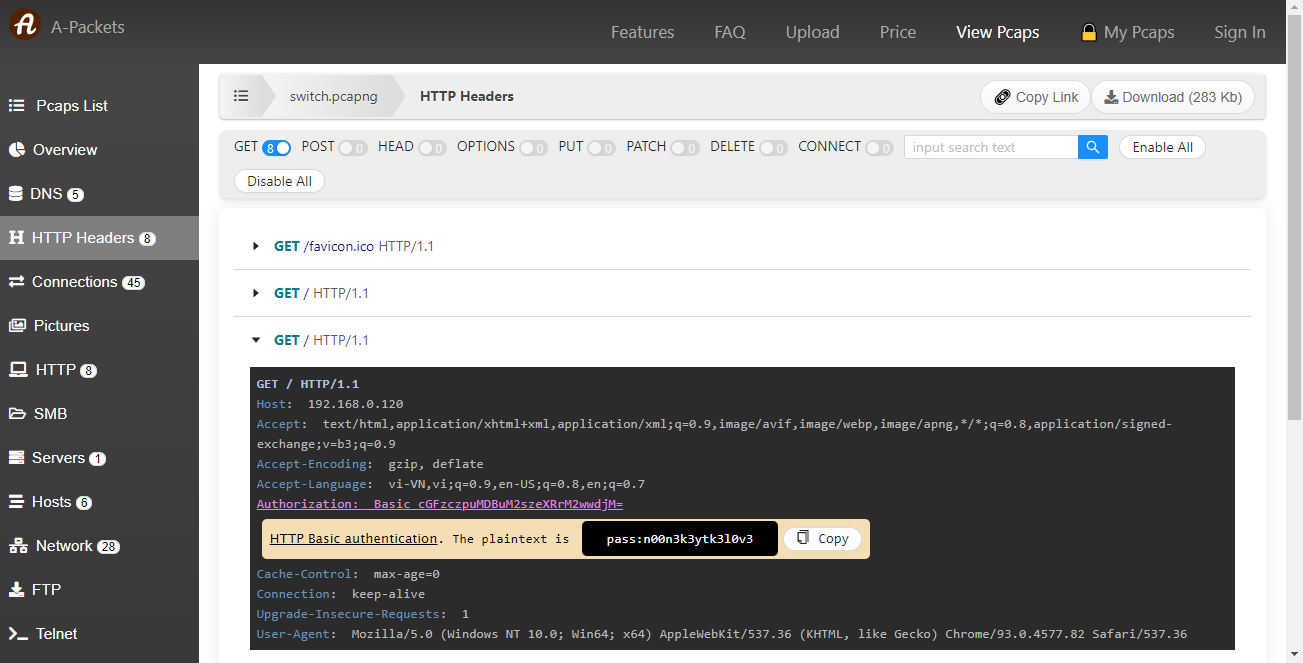 A-Packets
Features FAQ Upload Price View Pcaps My Pcaps Sign In
Pcaps List
Overview
DNS 5
HTTP Headers 8
Connections 45
Pictures
HTTP 8
SMB
Servers 1
Hosts 6
Network 28
FTP
Telnet
switch.pcapng HTTP Headers Copy Link Download (283 Kb)
GET 8 POST 0 HEAD 0 OPTIONS 0 PUT 0 PATCH 0 DELETE 0 CONNECT 0 input search text Enable All
Disable All
GET /favicon.ico HTTP/1.1
GET / HTTP/1.1
GET / HTTP/1.1
GET / HTTP/1.1
Host: 192.168.0.120
Accept: text/html,application/xhtml+xml,application/xml;q=0.9,image/avif,image/webp,image/apng,*/*;q=0.8,application/signed-
exchange;v=b3;q=0.9
Accept-Encoding: gzip, deflate
Accept-Language: vi-VN,vi;q=0.9,en-US;q=0.8,en;q=0.7
Authorization: Basic cGFzczpuMDBuM2szeXRrM2wwdjM=
HTTP Basic authentication. The plaintext is pass:n00n3k3ytk3l0v3 Copy
Cache-Control: max-age=0
Connection: keep-alive
Upgrade-Insecure-Requests: 1
User-Agent: Mozilla/5.0 (Windows NT 10.0; Win64; x64) AppleWebKit/537.36 (KHTML, like Gecko) Chrome/93.0.4577.82 Safari/537.36